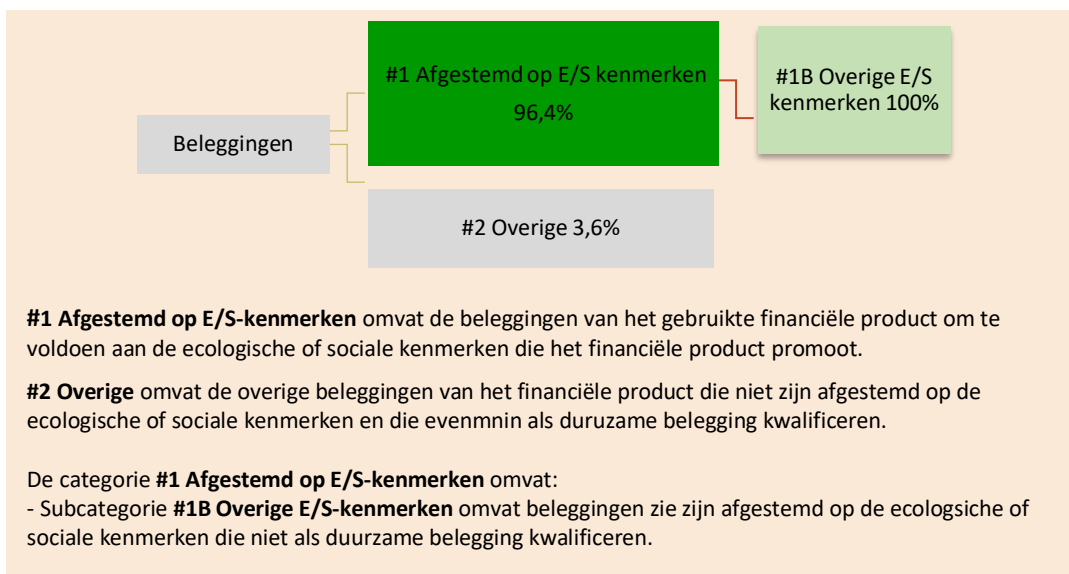 #1 Afgestemd op E/S kenmerken
96,4%
#1B Overige E/S
kenmerken 100%
Beleggingen
#2 Overige 3,6%
#1 Afgestemd op E/S-kenmerken omvat de beleggingen van het gebruikte financiële product om te
voldoen aan de ecologische of sociale kenmerken die het financiële product promoot.
#2 Overige omvat de overige beleggingen van het financiële product die niet zijn afgestemd op de
ecologische of sociale kenmerken en die evenmnin als duruzame belegging kwalificeren.
De categorie #1 Afgestemd op E/S-kenmerken omvat:
- Subcategorie #1B Overige E/S-kenmerken omvat beleggingen zie zijn afgestemd op de ecologsiche of
sociale kenmerken die niet als duurzame belegging kwalificeren.